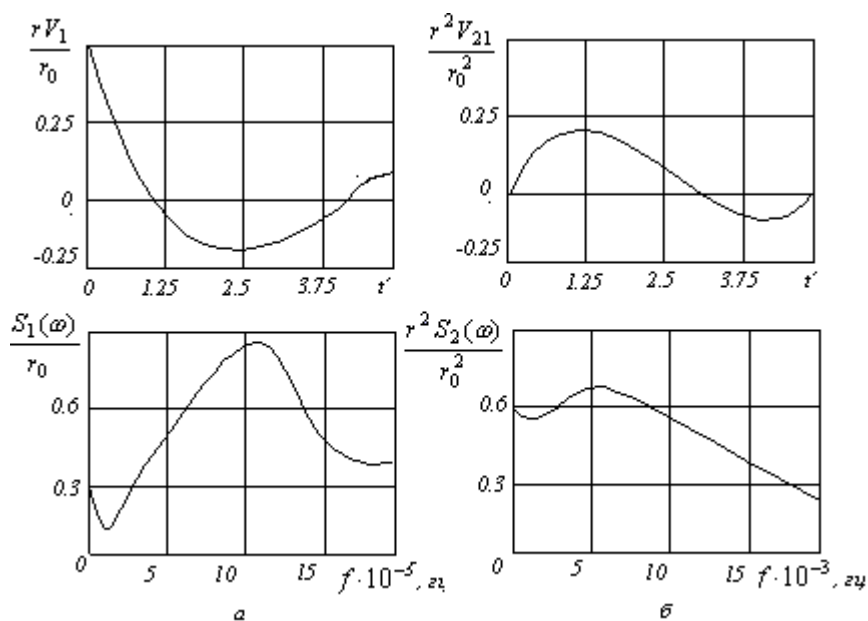 rV₁/r₀
0.25
0
-0.25
0 1.25 2.5 3.75 t′
r²V₂₁/r₀²
0.25
0
-0.25
0 1.25 2.5 3.75 t′
S₁(ω)/r₀
0.6
0.3
0
5 10 15 f·10⁻⁵, гц
а
r²S₂(ω)/r₀²
0.6
0.3
0
0 5 10 15 f·10⁻³, гц
б